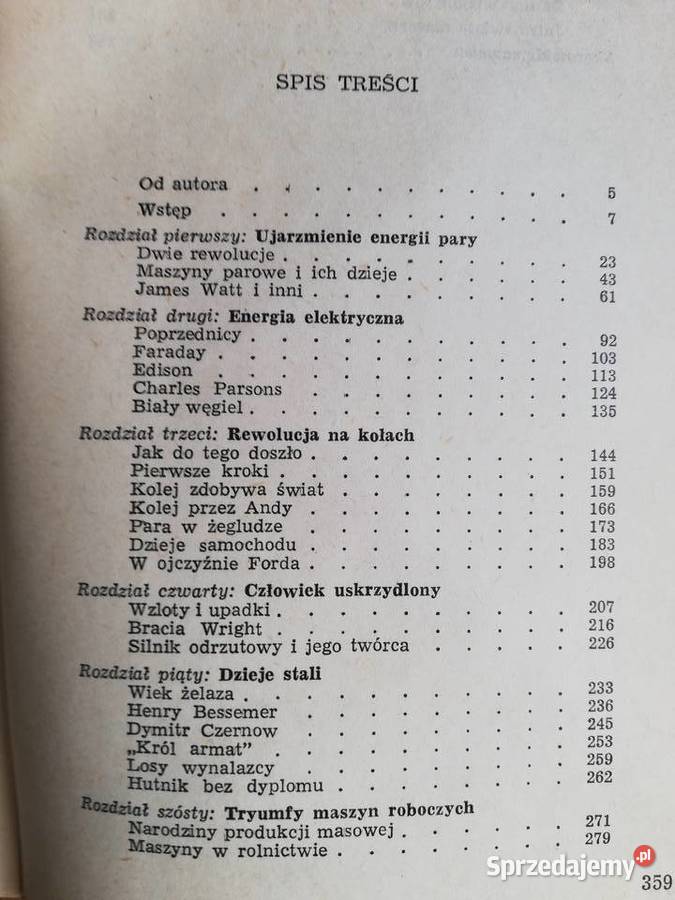 SPIS TREŚCI
Od autora . . . . . . . . . . . 5
Wstęp . . . . . . . . . . . . 7
Rozdział pierwszy: Ujarzmienie energii pary
Dwie rewolucje . . . . . . . . . . 23
Maszyny parowe i ich dzieje . . . . . . 43
James Watt i inni . . . . . . . . . 61
Rozdział drugi: Energia elektryczna
Poprzednicy . . . . . . . . . . . 92
Faraday . . . . . . . . . . . . 103
Edison . . . . . . . . . . . . 113
Charles Parsons . . . . . . . . . 124
Biały węgiel . . . . . . . . . . . 135
Rozdział trzeci: Rewolucja na kołach
Jak do tego doszło . . . . . . . . . 144
Pierwsze kroki . . . . . . . . . . 151
Kolej zdobywa świat . . . . . . . . 159
Kolej przez Andy . . . . . . . . . 166
Para w żegludze . . . . . . . . . 173
Dzieje samochodu . . . . . . . . . 183
W ojczyźnie Forda . . . . . . . . . 198
Rozdział czwarty: Człowiek uskrzydlony
Wzloty i upadki . . . . . . . . . . 207
Bracia Wright . . . . . . . . . . 216
Silnik odrzutowy i jego twórca . . . . . 226
Rozdział piąty: Dzieje stali
Wiek żelaza . . . . . . . . . . . 233
Henry Bessemer . . . . . . . . . 236
Dymitr Czernow . . . . . . . . . 245
„Król armat” . . . . . . . . . . 253
Losy wynalazcy . . . . . . . . . 259
Hutnik bez dyplomu . . . . . . . . 262
Rozdział szósty: Tryumfy maszyn roboczych
Narodziny produkcji masowej . . . . . . 271
Maszyny w rolnictwie . . . . . . . . 279
Sprzedajemy.pl
359